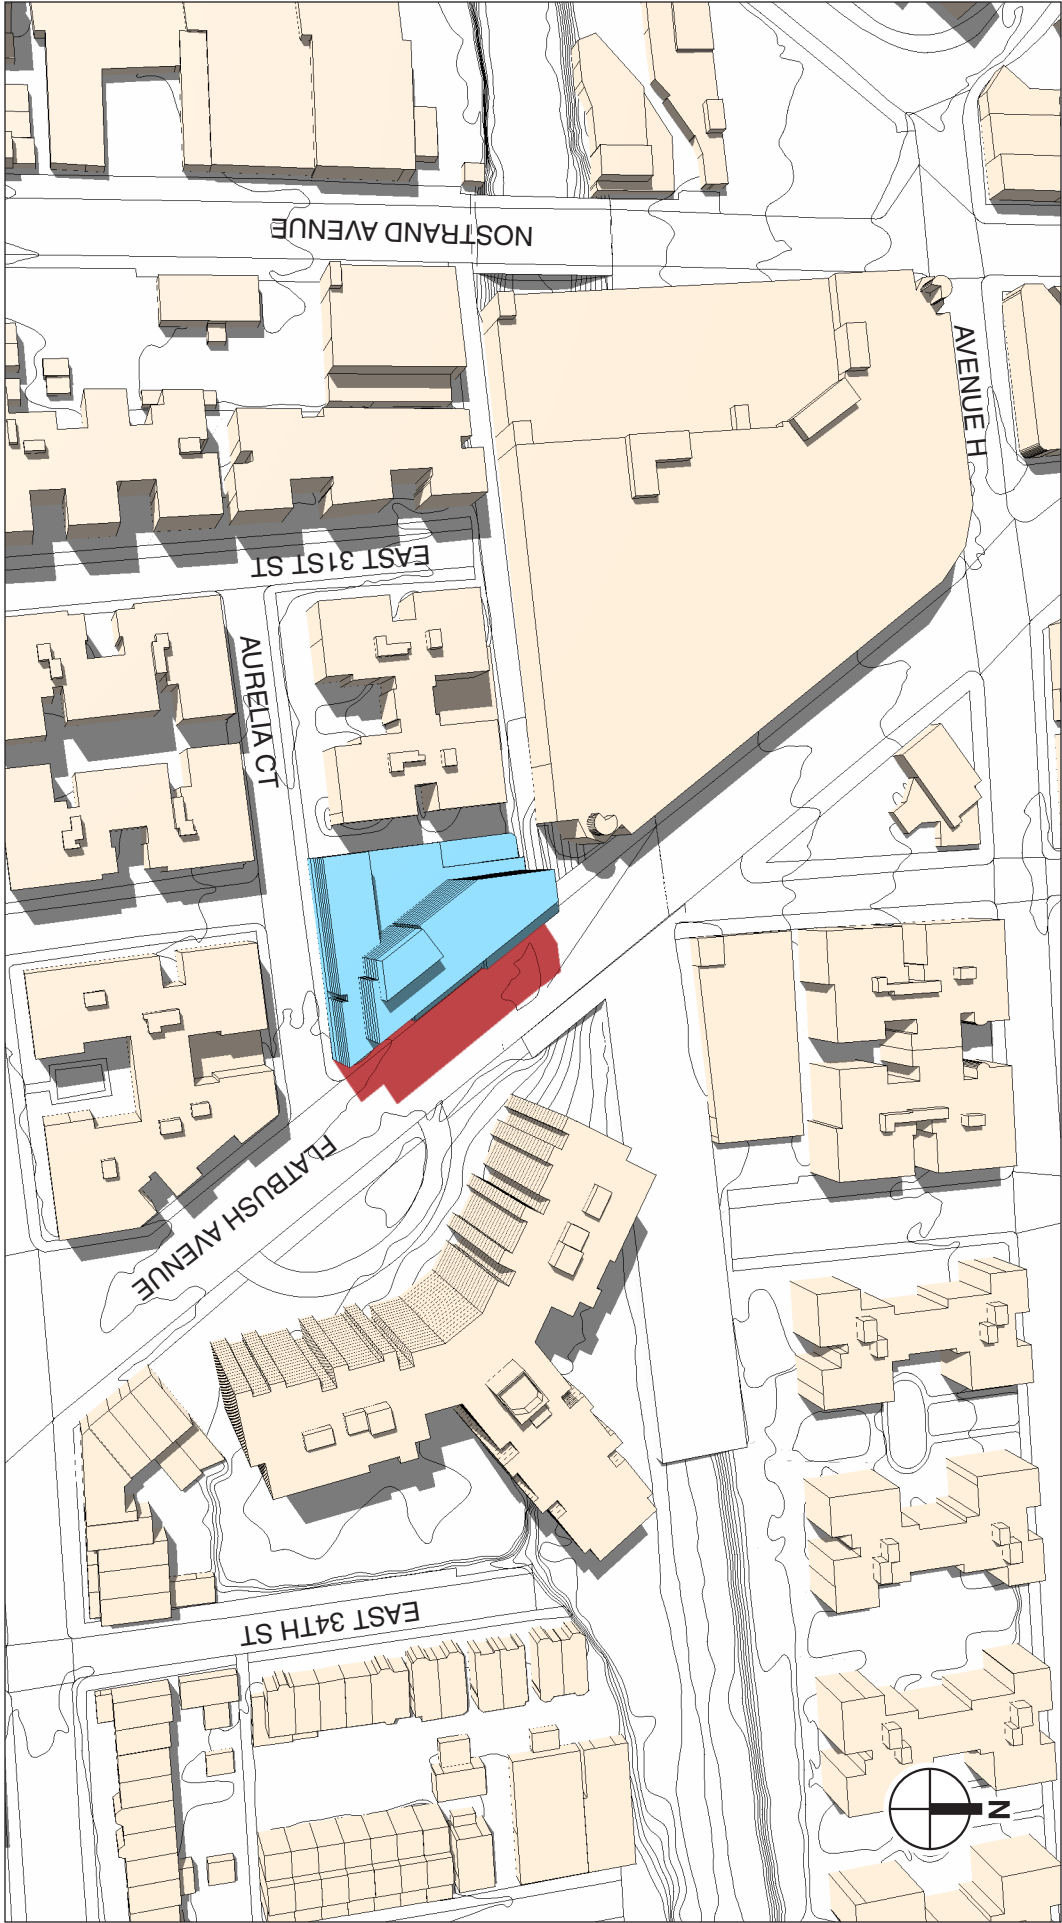 NOSTRAND AVENUE
AVENUE H
EAST 31ST ST
AURELIA CT
FLATBUSH AVENUE
EAST 34TH ST
N